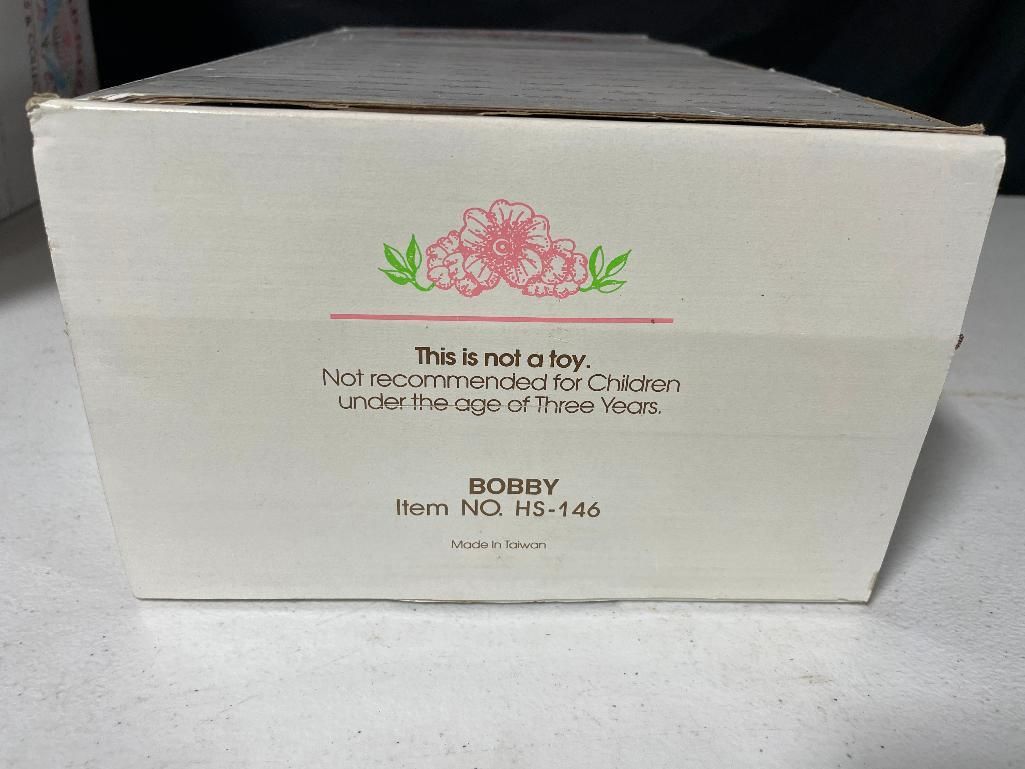 This is not a toy.
Not recommended for Children
under the age of Three Years.
BOBBY
Item NO. HS-146
Made In Taiwan